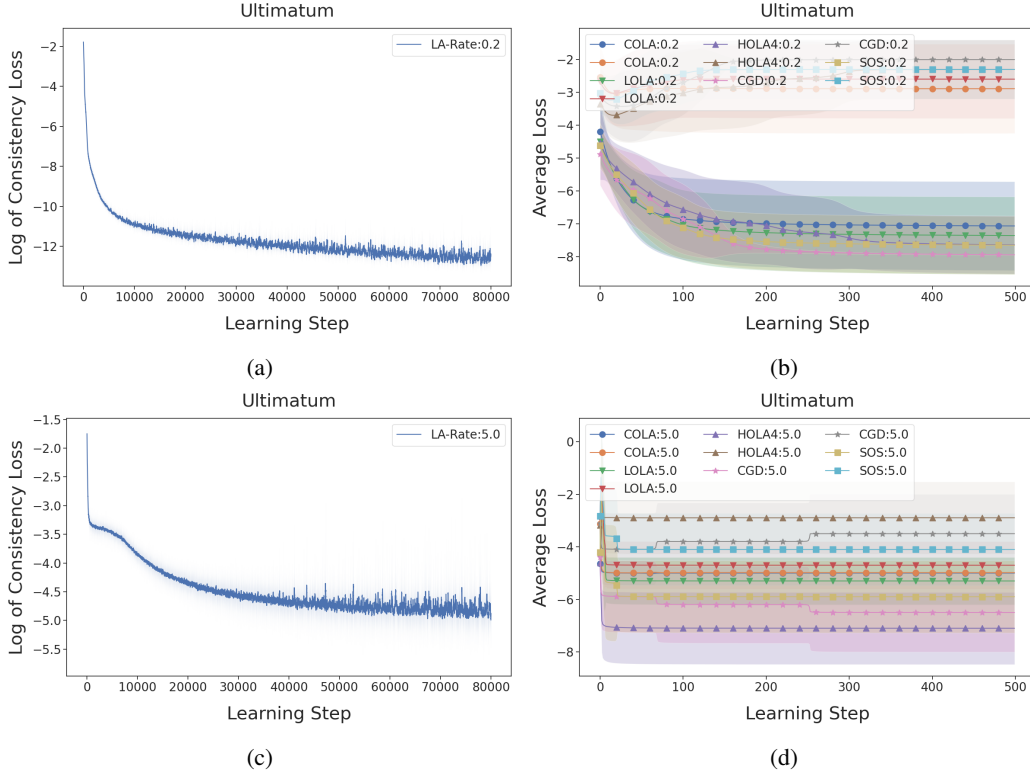 Ultimatum
Log of Consistency Loss
−2
−4
−6
−8
−10
−12
LA-Rate:0.2
0 10000 20000 30000 40000 50000 60000 70000 80000
Learning Step
(a)
Ultimatum
Average Loss
−2
−3
−4
−5
−6
−7
−8
COLA:0.2 HOLA4:0.2 CGD:0.2
COLA:0.2 HOLA4:0.2 SOS:0.2
LOLA:0.2 CGD:0.2 SOS:0.2
LOLA:0.2
0 100 200 300 400 500
Learning Step
(b)
Ultimatum
Log of Consistency Loss
−1.5
−2.0
−2.5
−3.0
−3.5
−4.0
−4.5
−5.0
−5.5
LA-Rate:5.0
0 10000 20000 30000 40000 50000 60000 70000 80000
Learning Step
(c)
Ultimatum
Average Loss
0
−2
−4
−6
−8
COLA:5.0 HOLA4:5.0 CGD:5.0
COLA:5.0 HOLA4:5.0 SOS:5.0
LOLA:5.0 CGD:5.0 SOS:5.0
LOLA:5.0
0 100 200 300 400 500
Learning Step
(d)